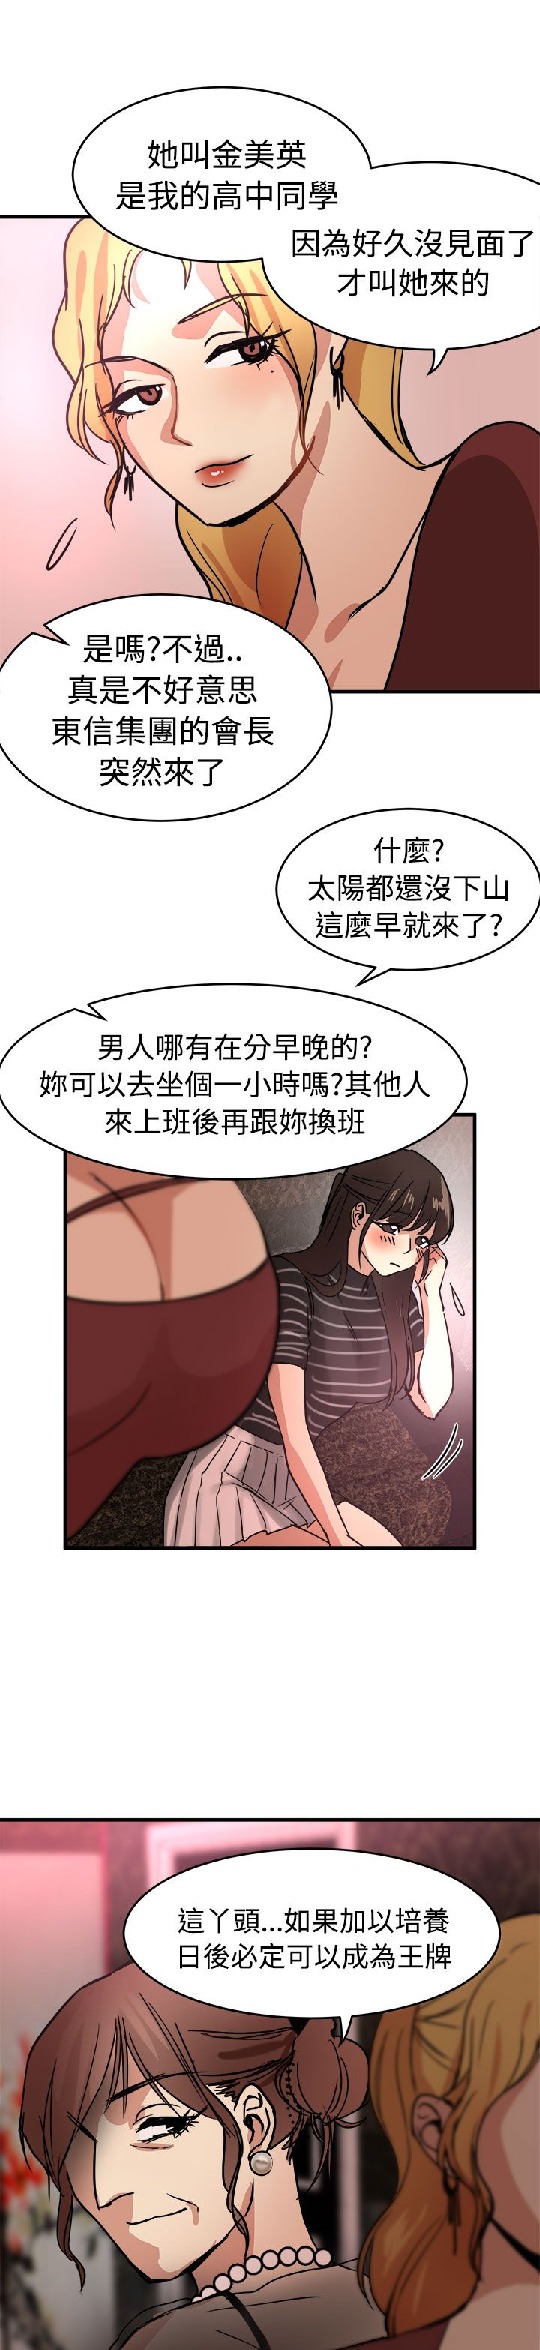 她叫金美英
是我的高中同學
因為好久沒見面了
才叫她來的
是嗎?不過..
真是不好意思
東信集團的會長
突然來了
什麼?
太陽都還沒下山
這麼早就來了?
男人哪有在分早晚的?
妳可以去坐個一小時嗎?其他人
來上班後再跟妳換班
這丫頭...如果加以培養
日後必定可以成為王牌